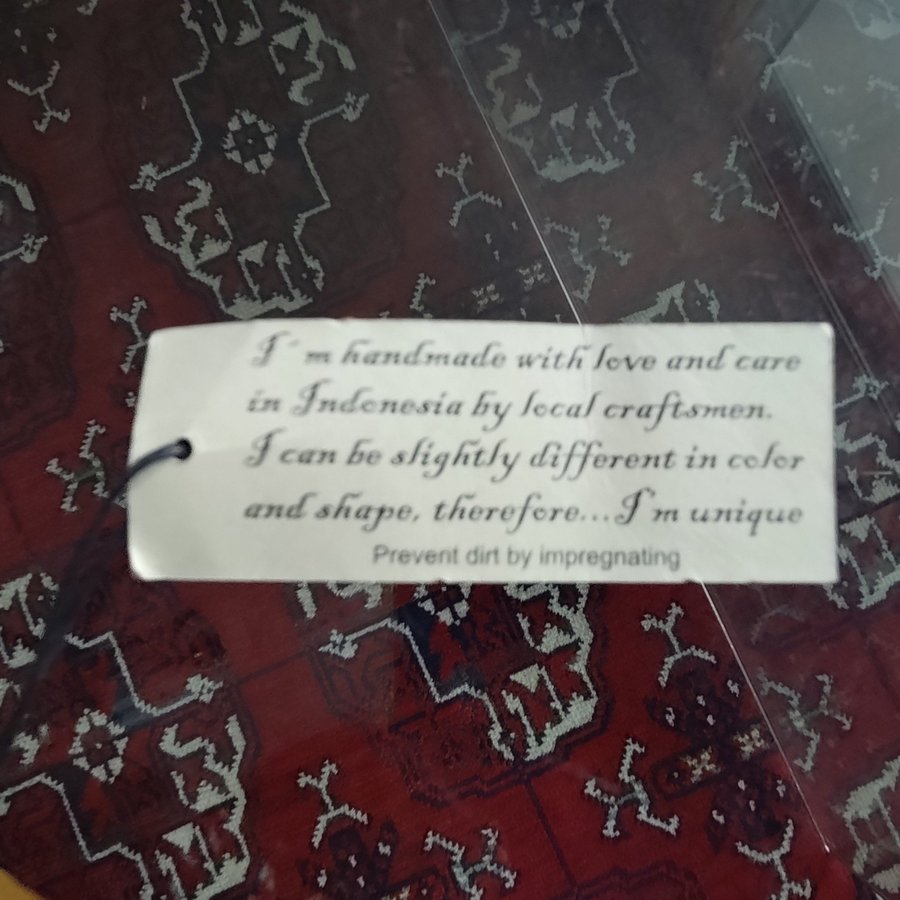 I'm handmade with love and care
in Indonesia by local craftsmen.
I can be slightly different in color
and shape, therefore...I'm unique
Prevent dirt by impregnating